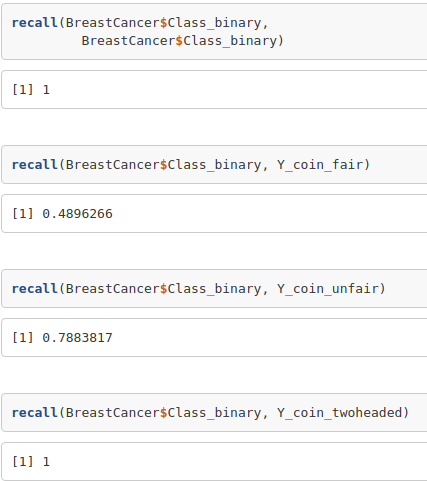 recall(BreastCancer$Class_binary,
         BreastCancer$Class_binary)
[1] 1
recall(BreastCancer$Class_binary, Y_coin_fair)
[1] 0.4896266
recall(BreastCancer$Class_binary, Y_coin_unfair)
[1] 0.7883817
recall(BreastCancer$Class_binary, Y_coin_twoheaded)
[1] 1